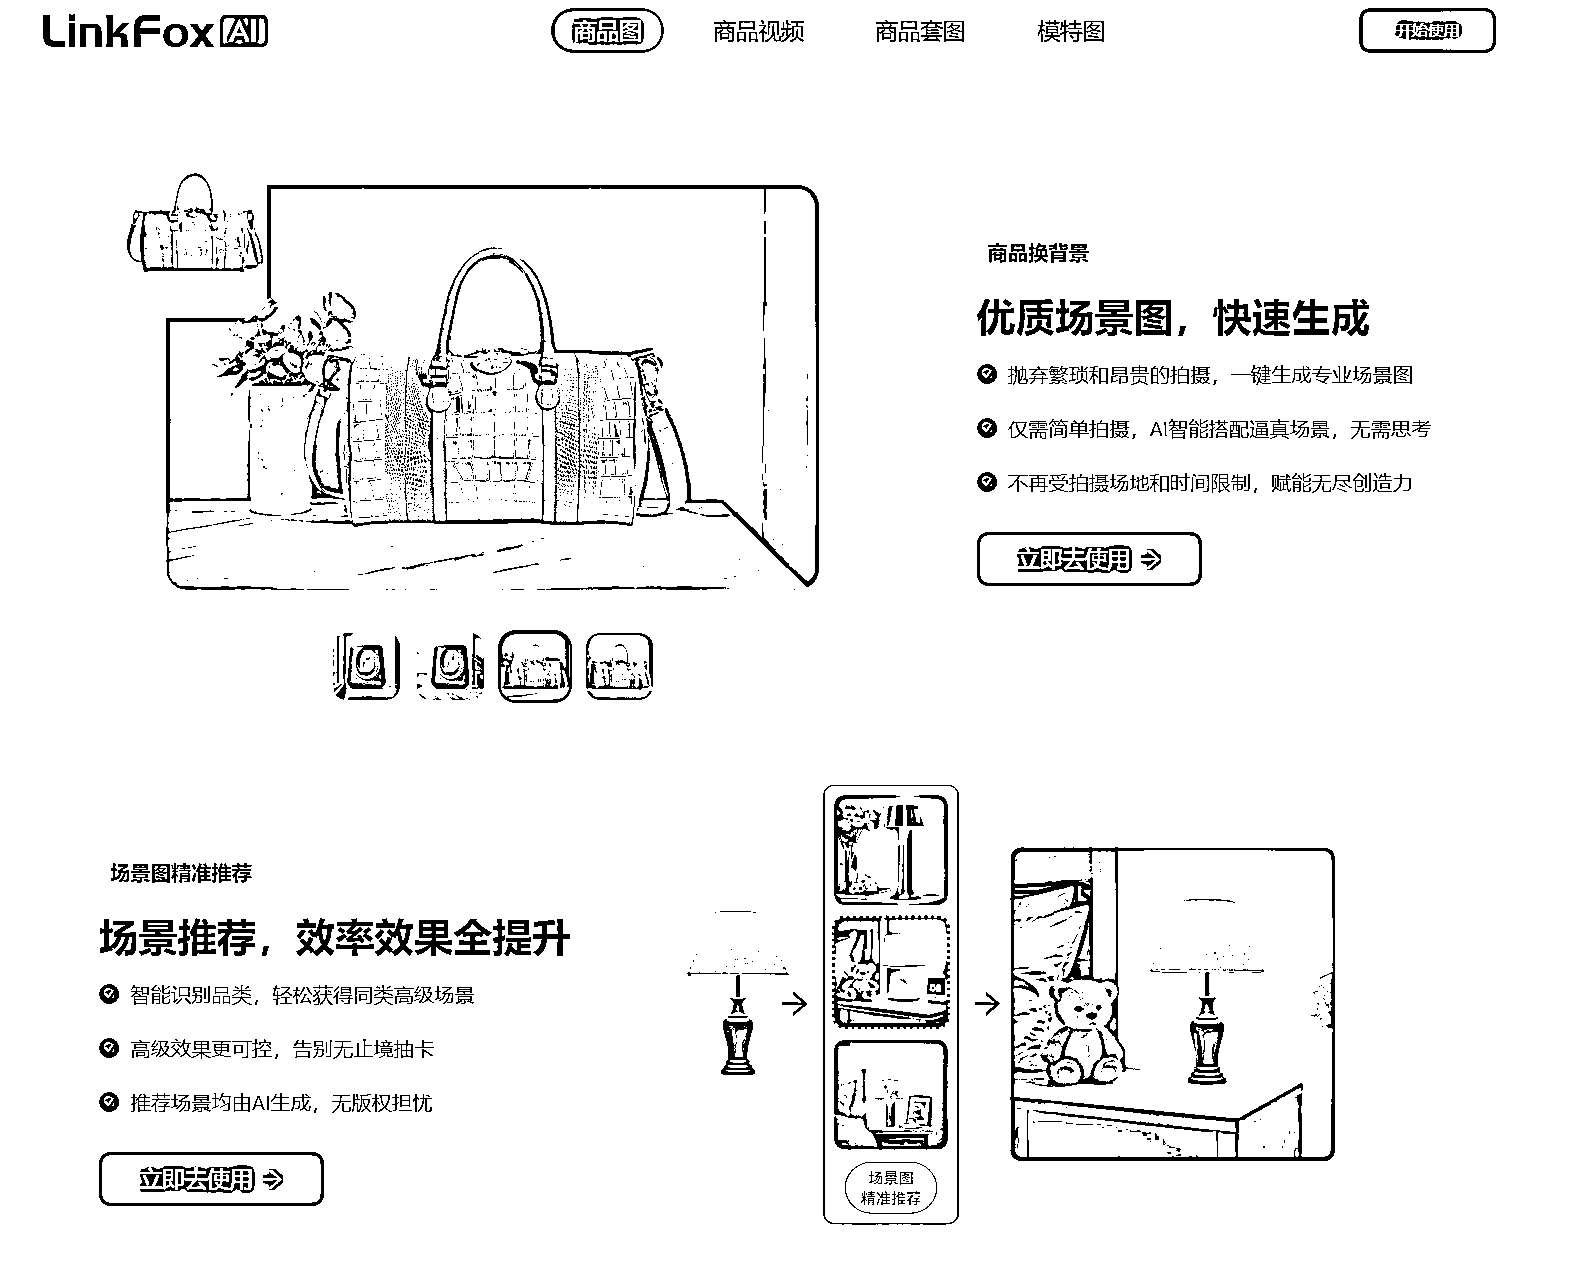 LinkFox AI
商品图
商品视频
商品套图
模特图
开始使用
商品换背景
优质场景图，快速生成
抛弃繁琐和昂贵的拍摄，一键生成专业场景图
仅需简单拍摄，AI智能搭配逼真场景，无需思考
不再受拍摄场地和时间限制，赋能无尽创造力
立即去使用
场景图精准推荐
场景推荐，效率效果全提升
智能识别品类，轻松获得同类高级场景
高级效果更可控，告别无止境抽卡
推荐场景均由AI生成，无版权担忧
立即去使用
场景图
精准推荐